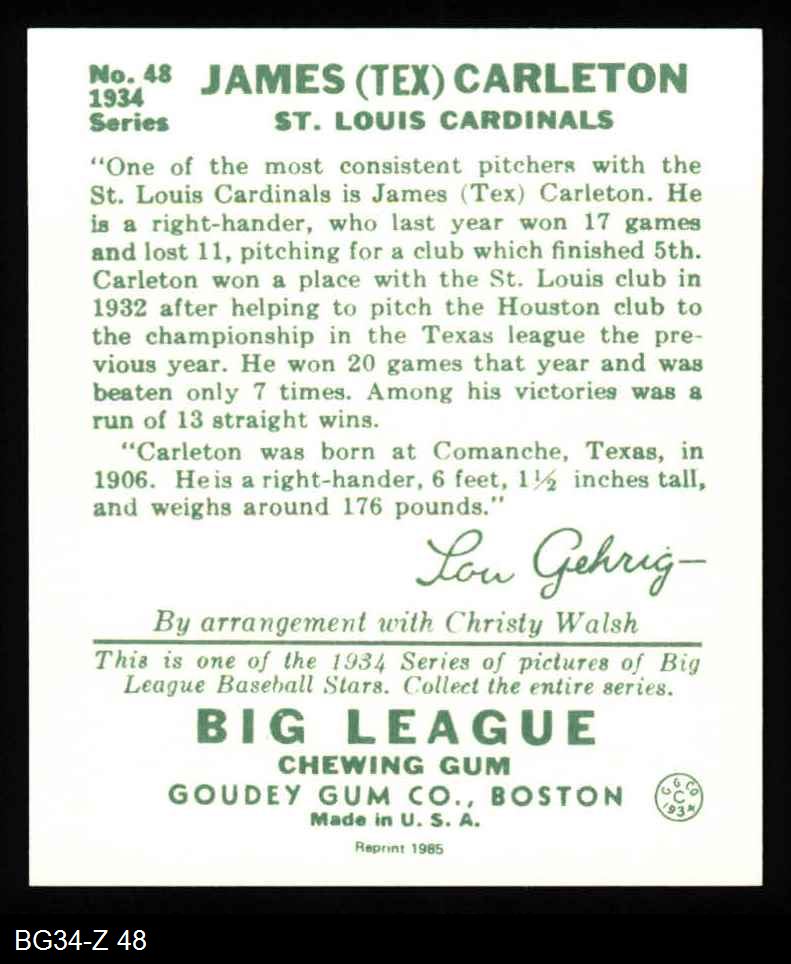 No. 48
1934
Series
JAMES (TEX) CARLETON
ST. LOUIS CARDINALS
"One of the most consistent pitchers with the
St. Louis Cardinals is James (Tex) Carleton. He
is a right-hander, who last year won 17 games
and lost 11, pitching for a club which finished 5th.
Carleton won a place with the St. Louis club in
1932 after helping to pitch the Houston club to
the championship in the Texas league the pre-
vious year. He won 20 games that year and was
beaten only 7 times. Among his victories was a
run of 13 straight wins.
"Carleton was born at Comanche, Texas, in
1906. He is a right-hander, 6 feet, 1½ inches tall,
and weighs around 176 pounds."
Lou Gehrig—
By arrangement with Christy Walsh
This is one of the 1934 Series of pictures of Big
League Baseball Stars. Collect the entire series.
BIG LEAGUE
CHEWING GUM
GOUDEY GUM CO., BOSTON
Made in U. S. A.
G G CO
C
1934
Reprint 1985
BG34-Z 48